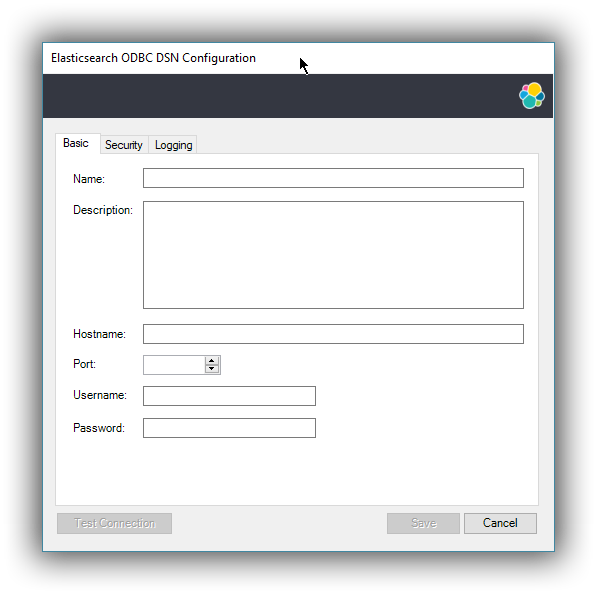 Elasticsearch ODBC DSN Configuration
Basic Security Logging
Name:
Description:
Hostname:
Port:
Username:
Password:
Test Connection Save Cancel